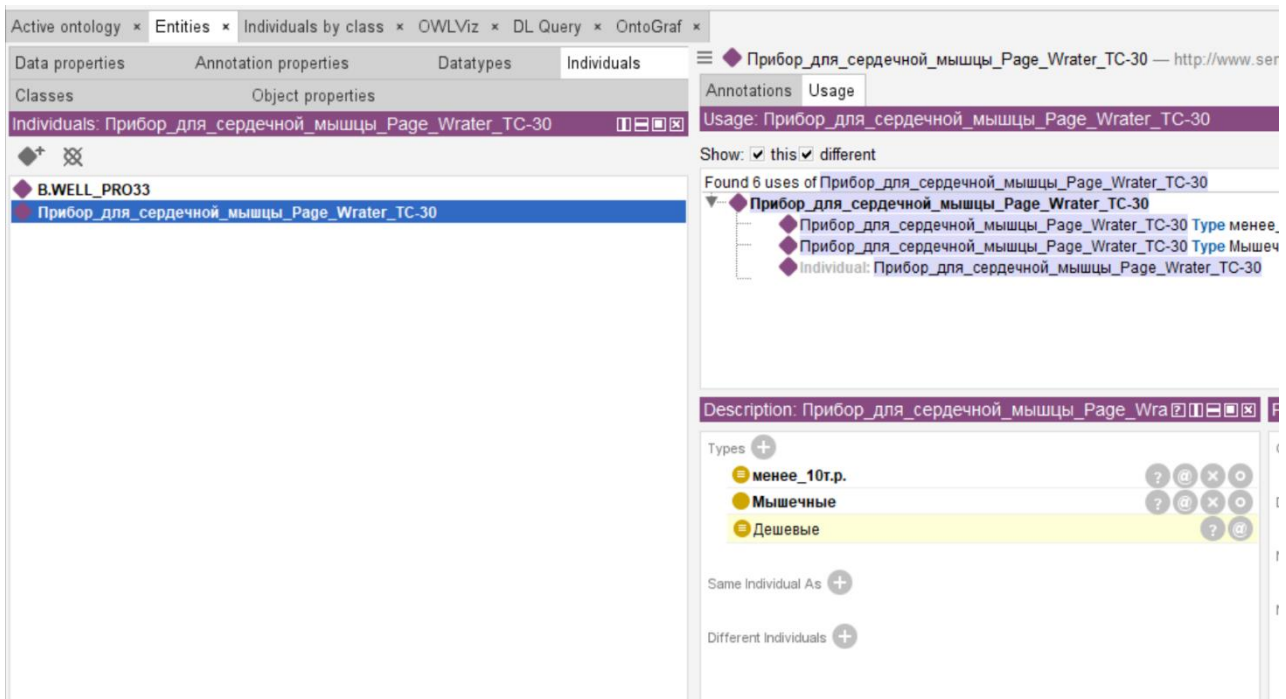 Active ontology × Entities × Individuals by class × OWLViz × DL Query × OntoGraf ×
Data properties Annotation properties Datatypes Individuals
Classes Object properties
Individuals: Прибор_для_сердечной_мышцы_Page_Wrater_TC-30
B.WELL_PRO33
Прибор_для_сердечной_мышцы_Page_Wrater_TC-30
Прибор_для_сердечной_мышцы_Page_Wrater_TC-30 — http://www.ser
Annotations Usage
Usage: Прибор_для_сердечной_мышцы_Page_Wrater_TC-30
Show: this different
Found 6 uses of Прибор_для_сердечной_мышцы_Page_Wrater_TC-30
Прибор_для_сердечной_мышцы_Page_Wrater_TC-30
Прибор_для_сердечной_мышцы_Page_Wrater_TC-30 Type менее_
Прибор_для_сердечной_мышцы_Page_Wrater_TC-30 Type Мышеч
Individual: Прибор_для_сердечной_мышцы_Page_Wrater_TC-30
Description: Прибор_для_сердечной_мышцы_Page_Wra
Types
менее_10т.р.
Мышечные
Дешевые
Same Individual As
Different Individuals